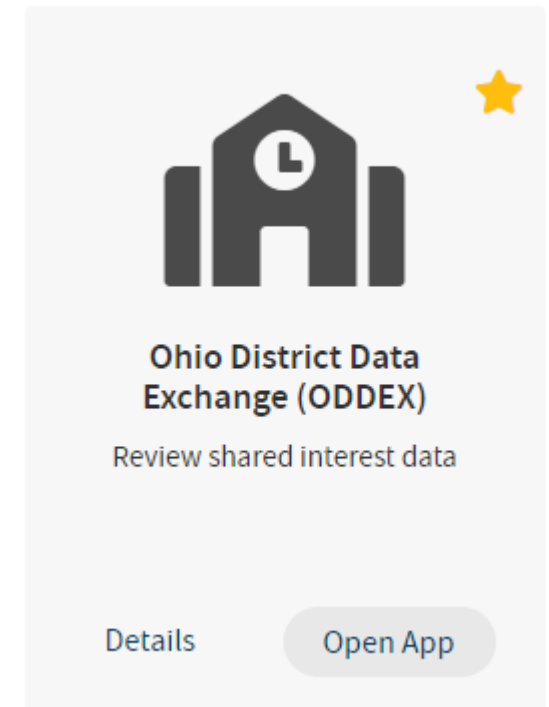 Ohio District Data
Exchange (ODDEX)
Review shared interest data
Details
Open App